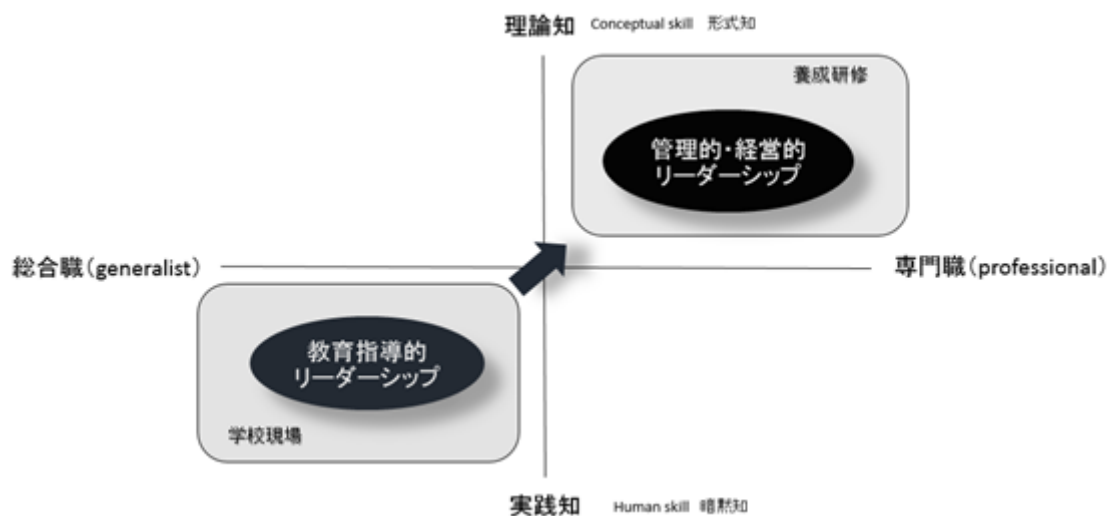 理論知 Conceptual skill 形式知
養成研修
管理的・経営的
リーダーシップ
総合職(generalist)
専門職(professional)
教育指導的
リーダーシップ
学校現場
実践知 Human skill 暗黙知